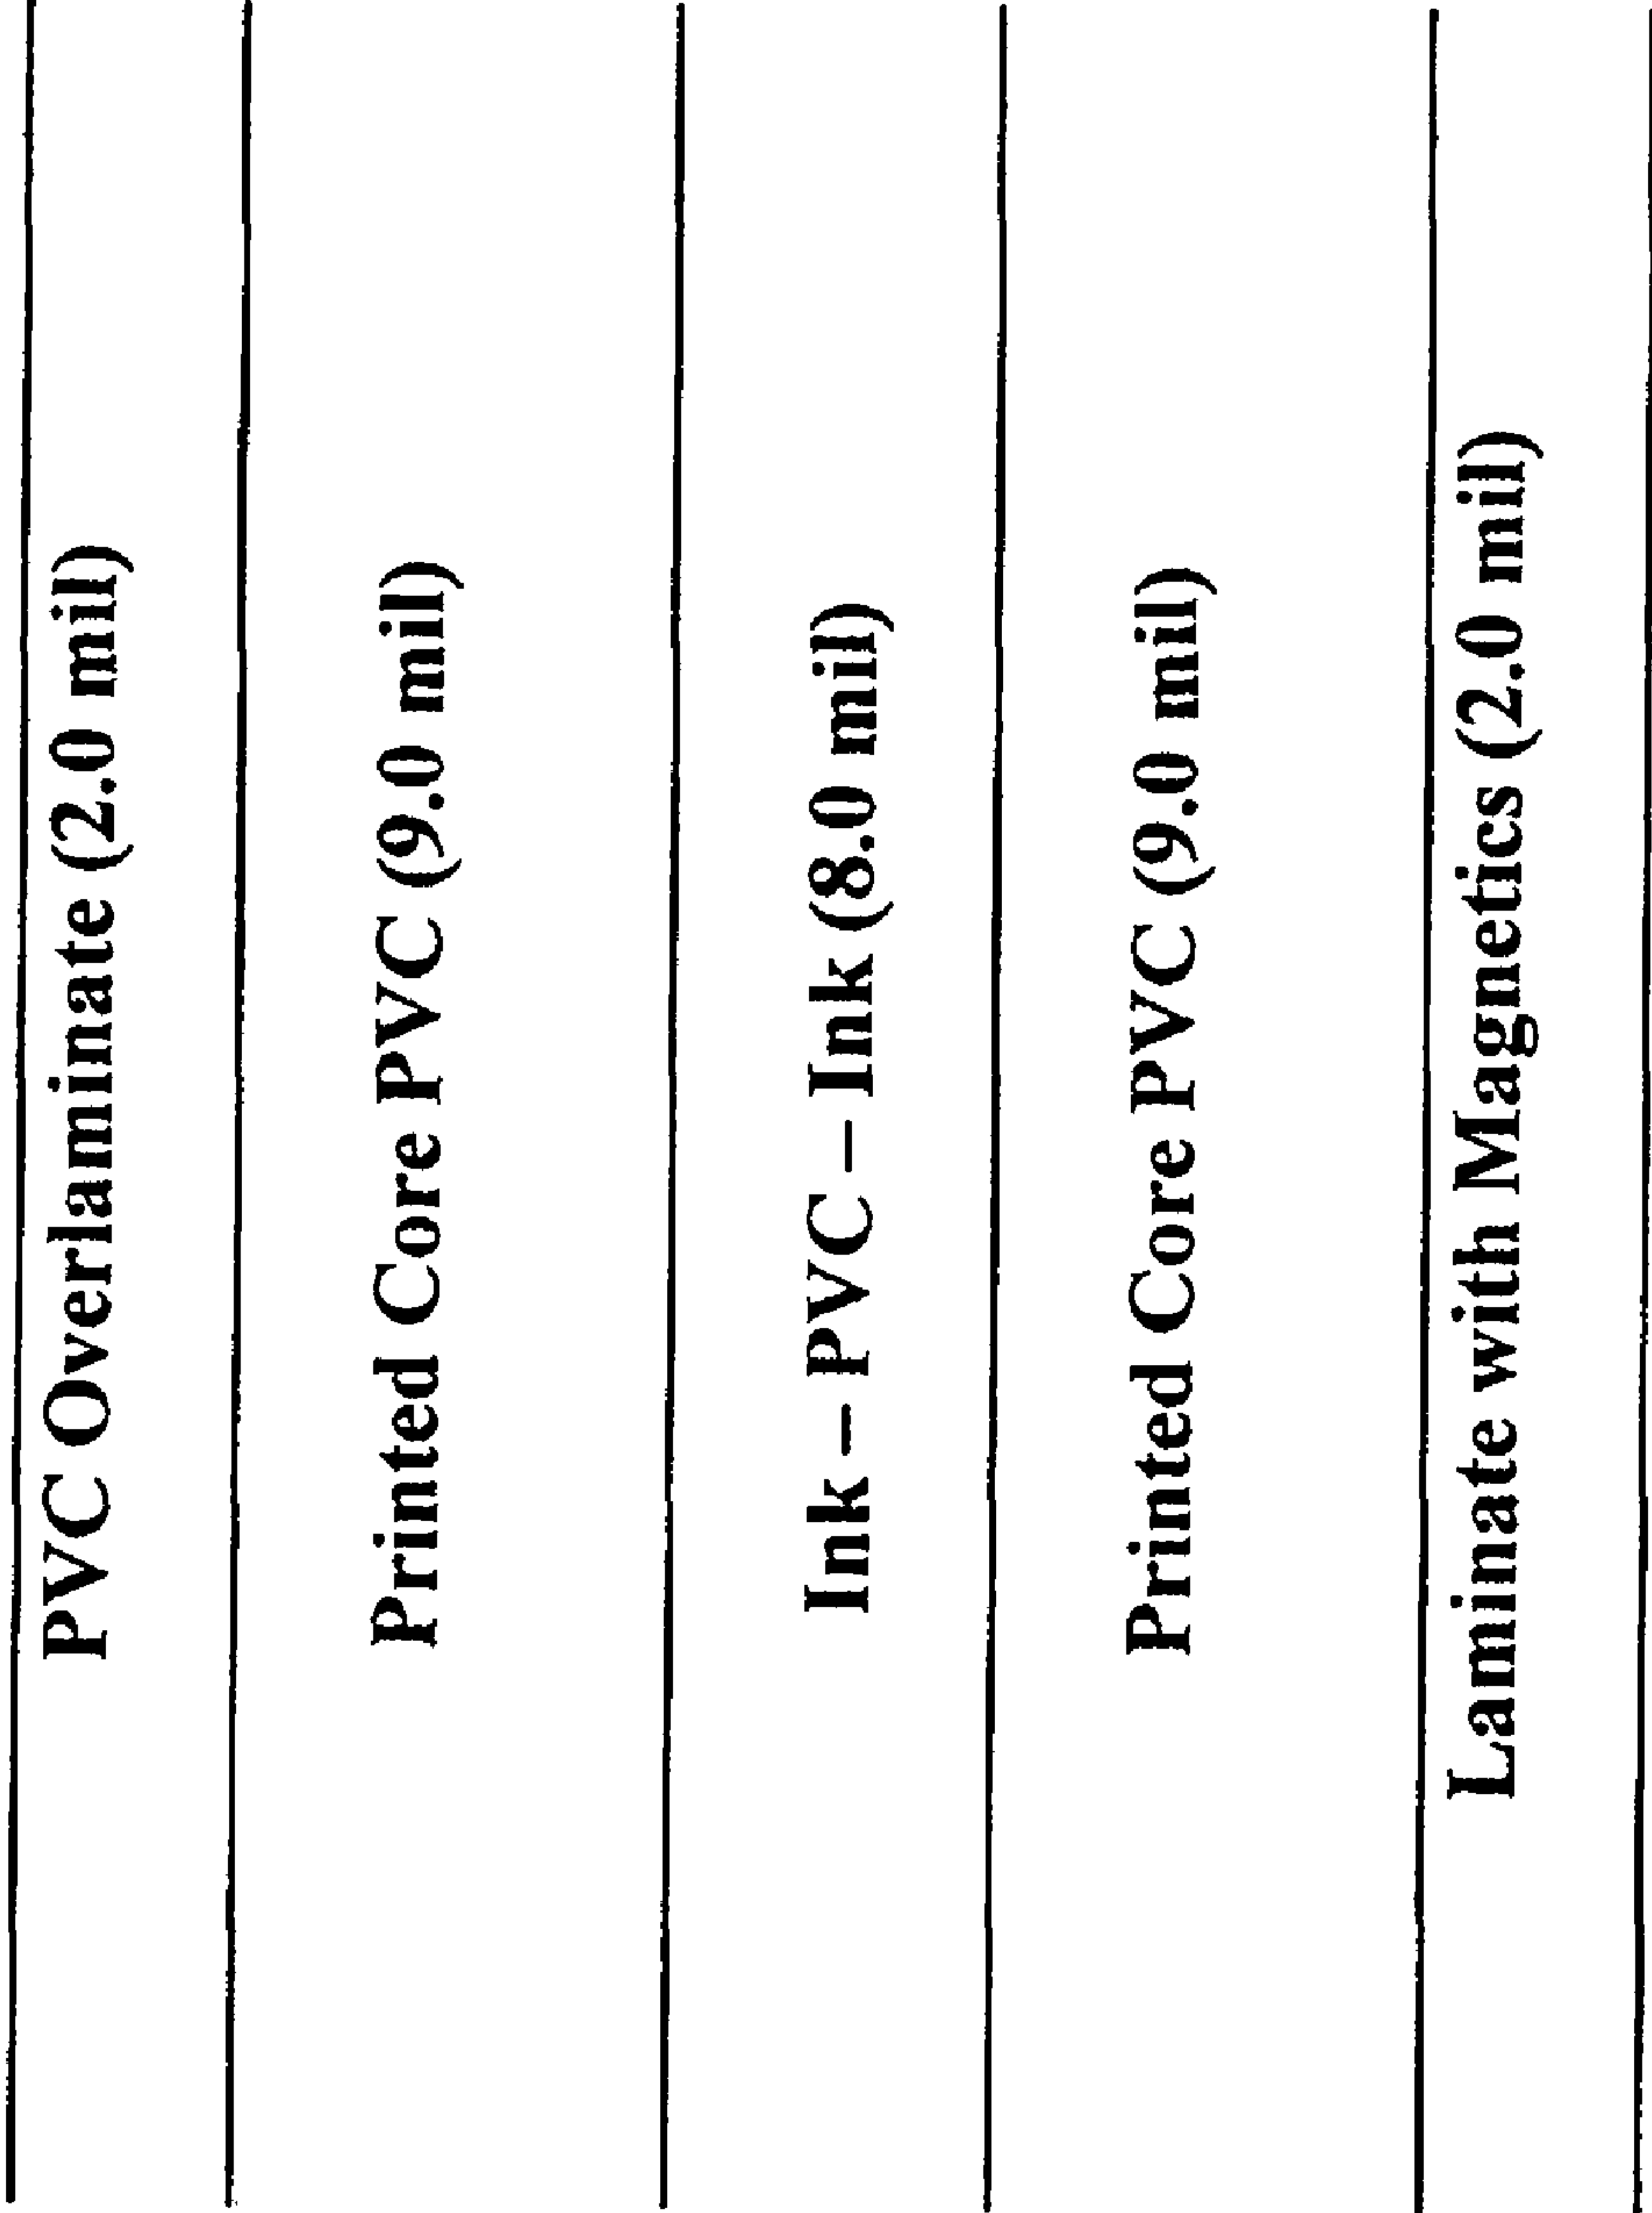 PVC Overlaminate (2.0 mil)
Printed Core PVC (9.0 mil)
Ink – PVC – Ink (8.0 mil)
Printed Core PVC (9.0 mil)
Laminate with Magnetics (2.0 mil)